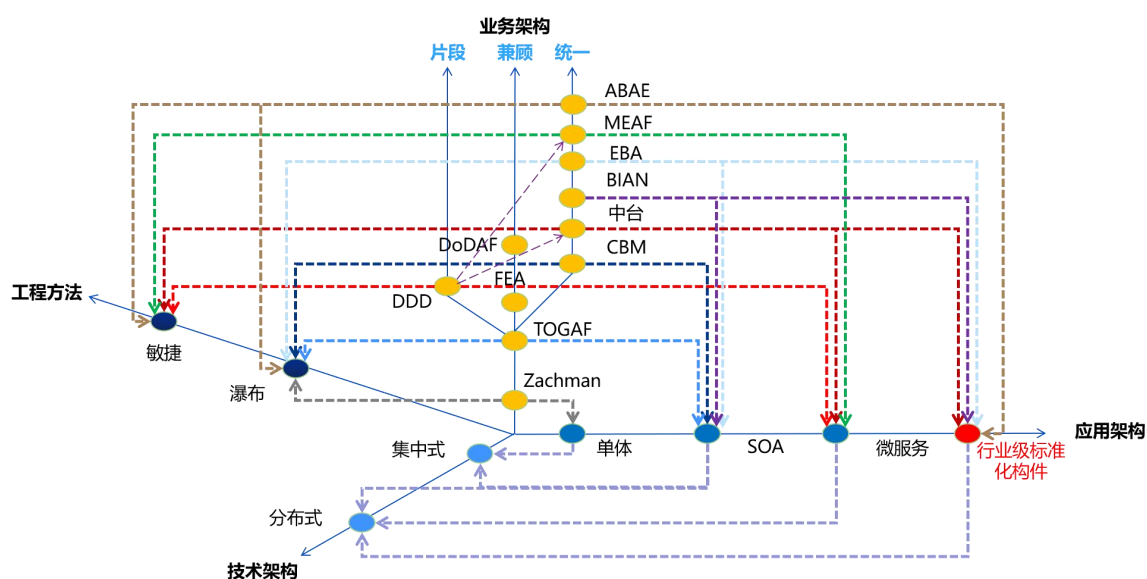 业务架构
片段 兼顾 统一
ABAE
MEAF
EBA
BIAN
中台
DoDAF
CBM
FEA
工程方法
DDD
TOGAF
敏捷
Zachman
瀑布
应用架构
集中式
单体
SOA
微服务
行业级标准
化构件
分布式
技术架构